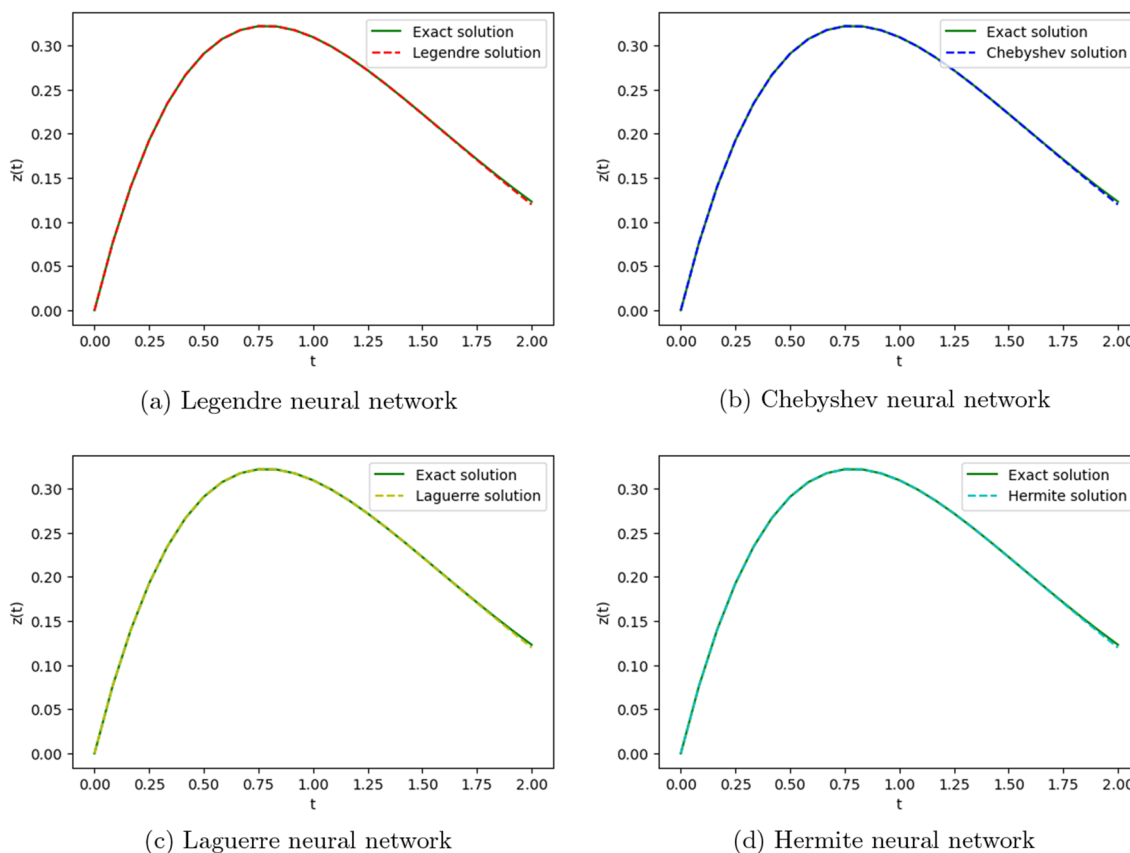 Exact solution
Legendre solution
z(t)
0.30
0.25
0.20
0.15
0.10
0.05
0.00
0.00 0.25 0.50 0.75 1.00 1.25 1.50 1.75 2.00
t
(a) Legendre neural network
Exact solution
Chebyshev solution
z(t)
0.30
0.25
0.20
0.15
0.10
0.05
0.00
0.00 0.25 0.50 0.75 1.00 1.25 1.50 1.75 2.00
t
(b) Chebyshev neural network
Exact solution
Laguerre solution
z(t)
0.30
0.25
0.20
0.15
0.10
0.05
0.00
0.00 0.25 0.50 0.75 1.00 1.25 1.50 1.75 2.00
t
(c) Laguerre neural network
Exact solution
Hermite solution
z(t)
0.30
0.25
0.20
0.15
0.10
0.05
0.00
0.00 0.25 0.50 0.75 1.00 1.25 1.50 1.75 2.00
t
(d) Hermite neural network